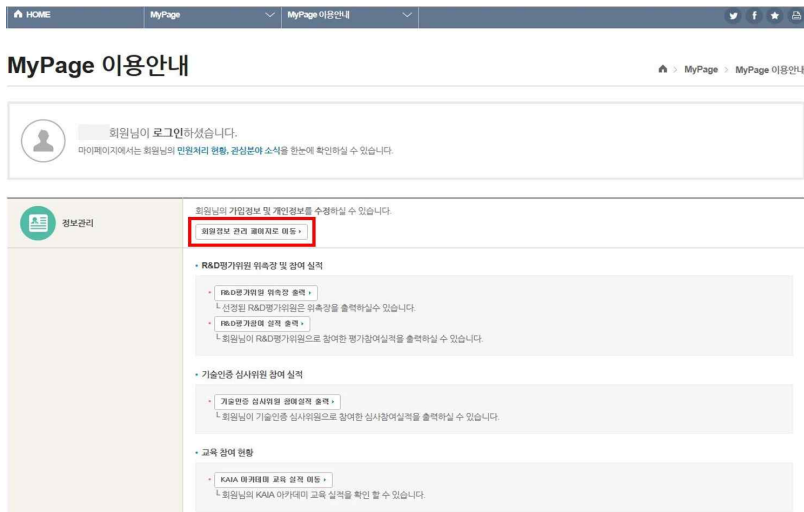 HOME MyPage MyPage 이용안내
MyPage 이용안내
MyPage > MyPage 이용안내
회원님이 로그인하셨습니다.
마이페이지에서는 회원님의 민원처리 현황, 관심분야 소식을 한눈에 확인하실 수 있습니다.
정보관리
회원님의 가입정보 및 개인정보를 수정하실 수 있습니다.
회원정보 관리 페이지로 이동
R&D평가위원 위촉장 및 참여 실적
R&D평가위원 위촉장 출력
└ 선정된 R&D평가위원은 위촉장을 출력하실수 있습니다.
R&D평가참여 실적 출력
└ 회원님이 R&D평가위원으로 참여한 평가참여실적을 출력하실 수 있습니다.
기술인증 심사위원 참여 실적
기술인증 심사위원 참여실적 출력
└ 회원님이 기술인증 심사위원으로 참여한 심사참여실적을 출력하실 수 있습니다.
교육 참여 현황
KAIA 아카데미 교육 실적 이동
└ 회원님의 KAIA 아카데미 교육 실적을 확인 할 수 있습니다.